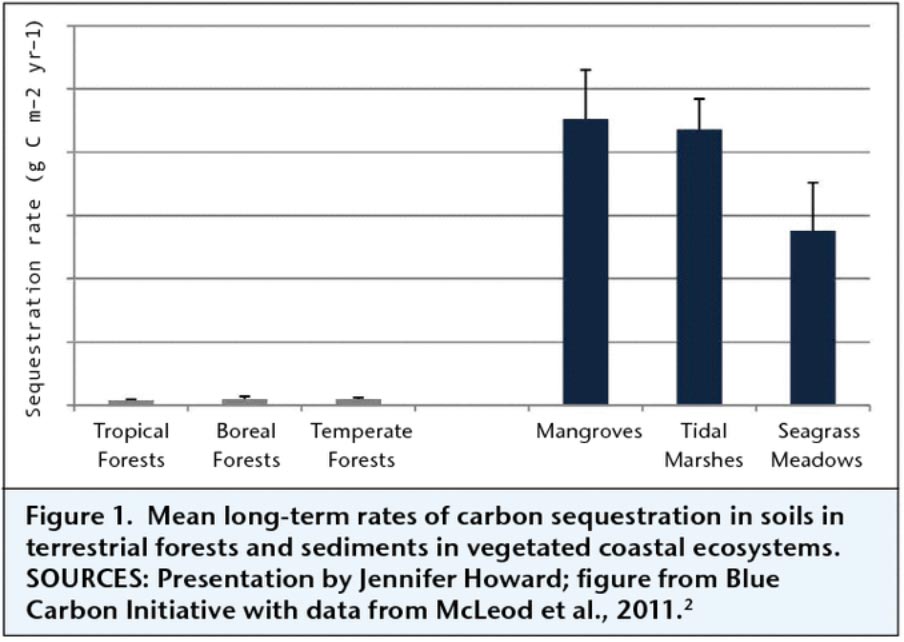 Sequestration rate (g C m-2 yr-1)
Tropical Forests
Boreal Forests
Temperate Forests
Mangroves
Tidal Marshes
Seagrass Meadows
Figure 1. Mean long-term rates of carbon sequestration in soils in
terrestrial forests and sediments in vegetated coastal ecosystems.
SOURCES: Presentation by Jennifer Howard; figure from Blue
Carbon Initiative with data from McLeod et al., 2011.²